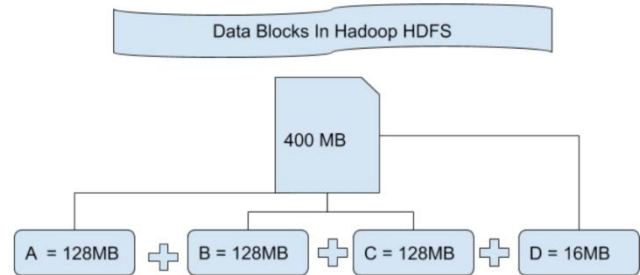 Data Blocks In Hadoop HDFS
400 MB
A = 128MB
B = 128MB
C = 128MB
D = 16MB